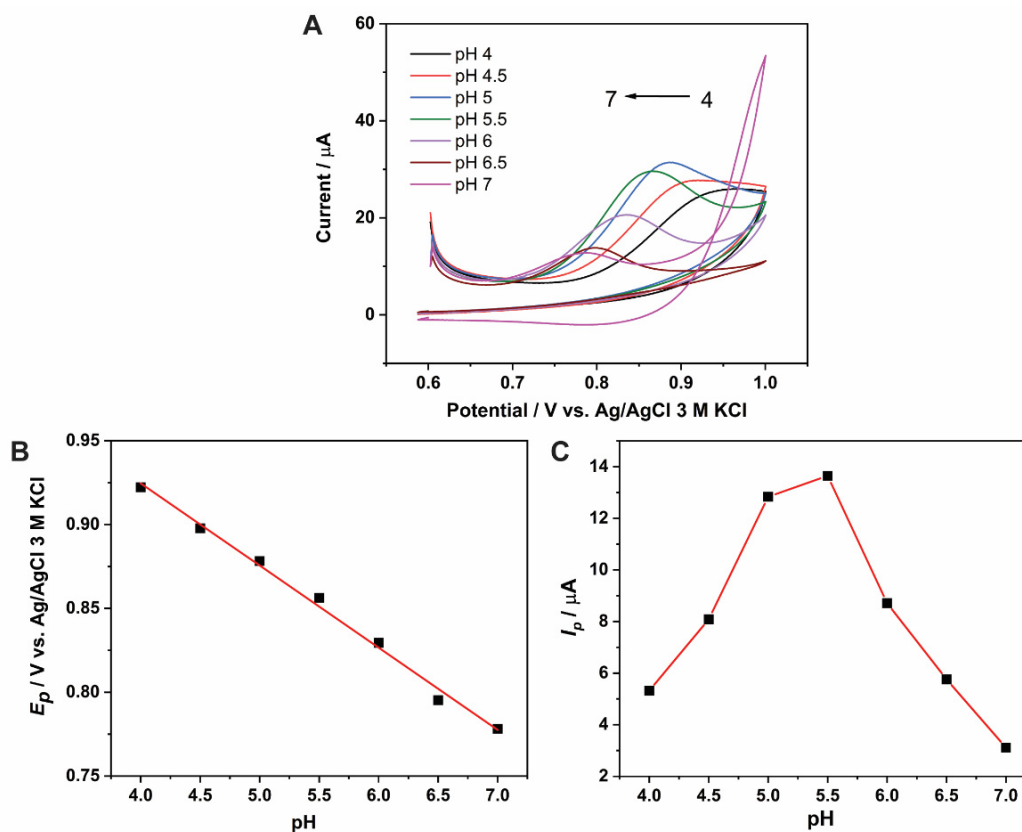 A
60
40
20
0
Current / μA
pH 4
pH 4.5
pH 5
pH 5.5
pH 6
pH 6.5
pH 7
7 4
0.6 0.7 0.8 0.9 1.0
Potential / V vs. Ag/AgCl 3 M KCl
B
0.95
0.90
0.85
0.80
0.75
Ep / V vs. Ag/AgCl 3 M KCl
4.0 4.5 5.0 5.5 6.0 6.5 7.0
pH
C
14
12
10
8
6
4
2
Ip / μA
4.0 4.5 5.0 5.5 6.0 6.5 7.0
pH